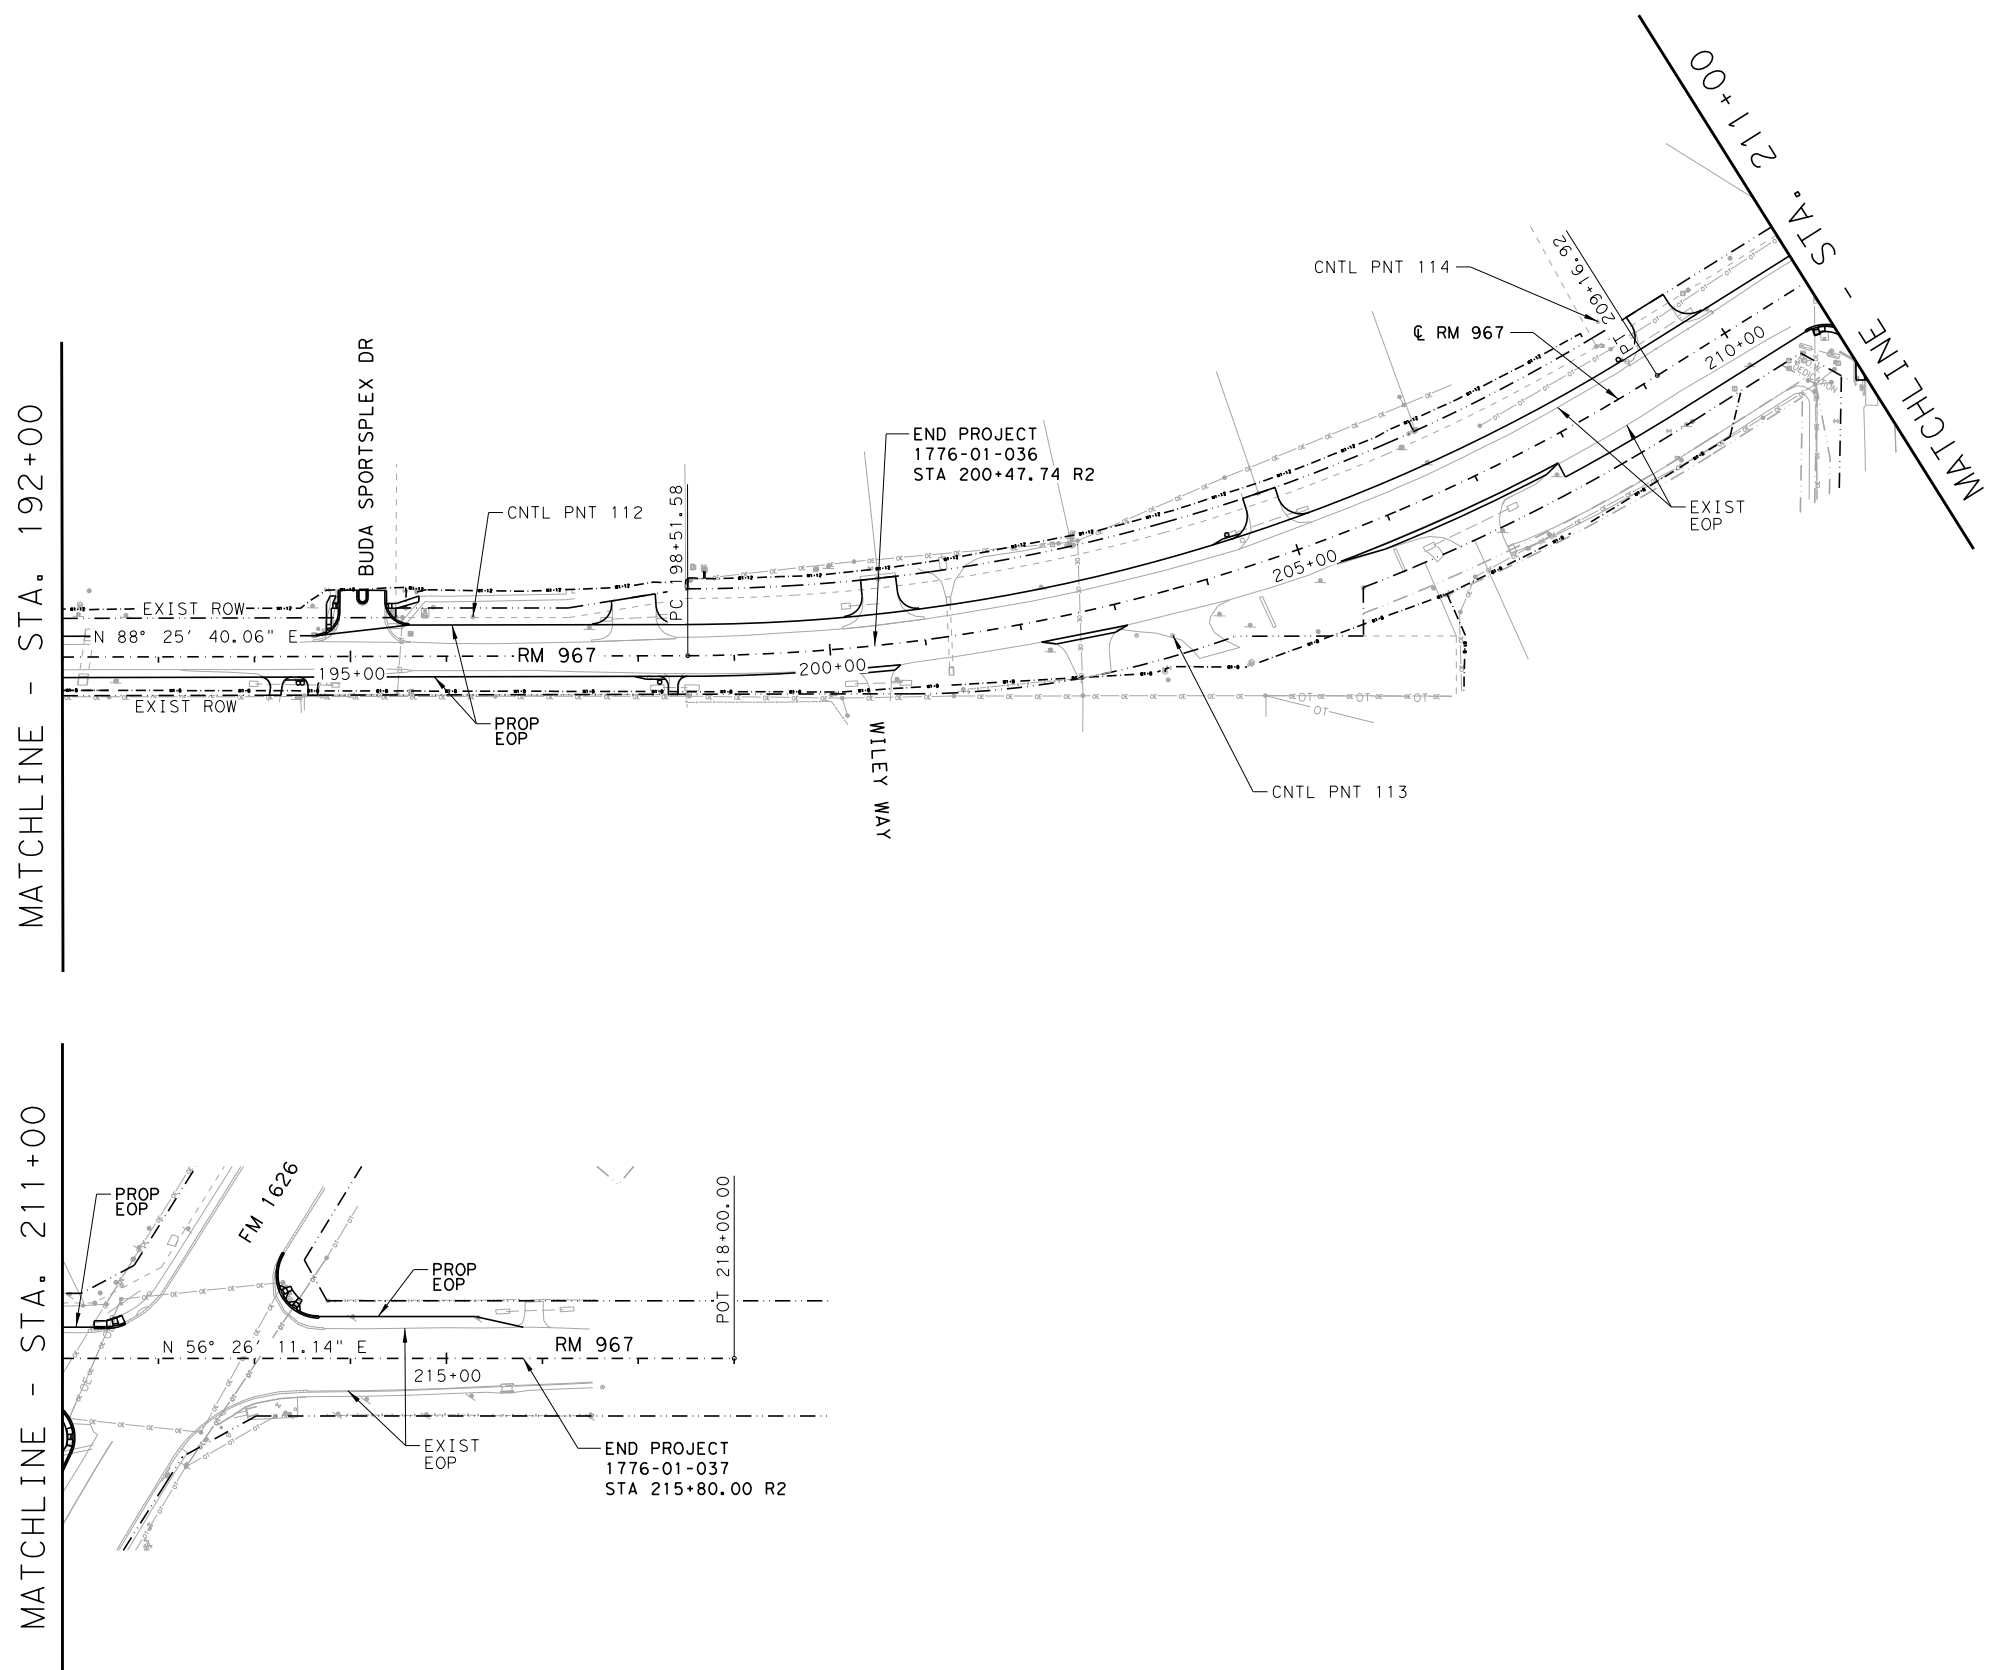 MATCHLINE - STA. 211+00
209+16.92
PT
CNTL PNT 114
℄ RM 967
210+00
MATCHLINE - STA. 192+00
BUDA SPORTSPLEX DR
END PROJECT
1776-01-036
STA 200+47.74 R2
CNTL PNT 112
PC 198+51.58
EXIST
EOP
205+00
EXIST ROW
N 88° 25' 40.06" E
RM 967
195+00
200+00
EXIST ROW
PROP
EOP
WILEY WAY
CNTL PNT 113
OT
OT
OT
OT
DEDICATION
MATCHLINE - STA. 211+00
PROP
EOP
FM 1626
PROP
EOP
POT 218+00.00
N 56° 26' 11.14" E
RM 967
215+00
EXIST
EOP
END PROJECT
1776-01-037
STA 215+80.00 R2